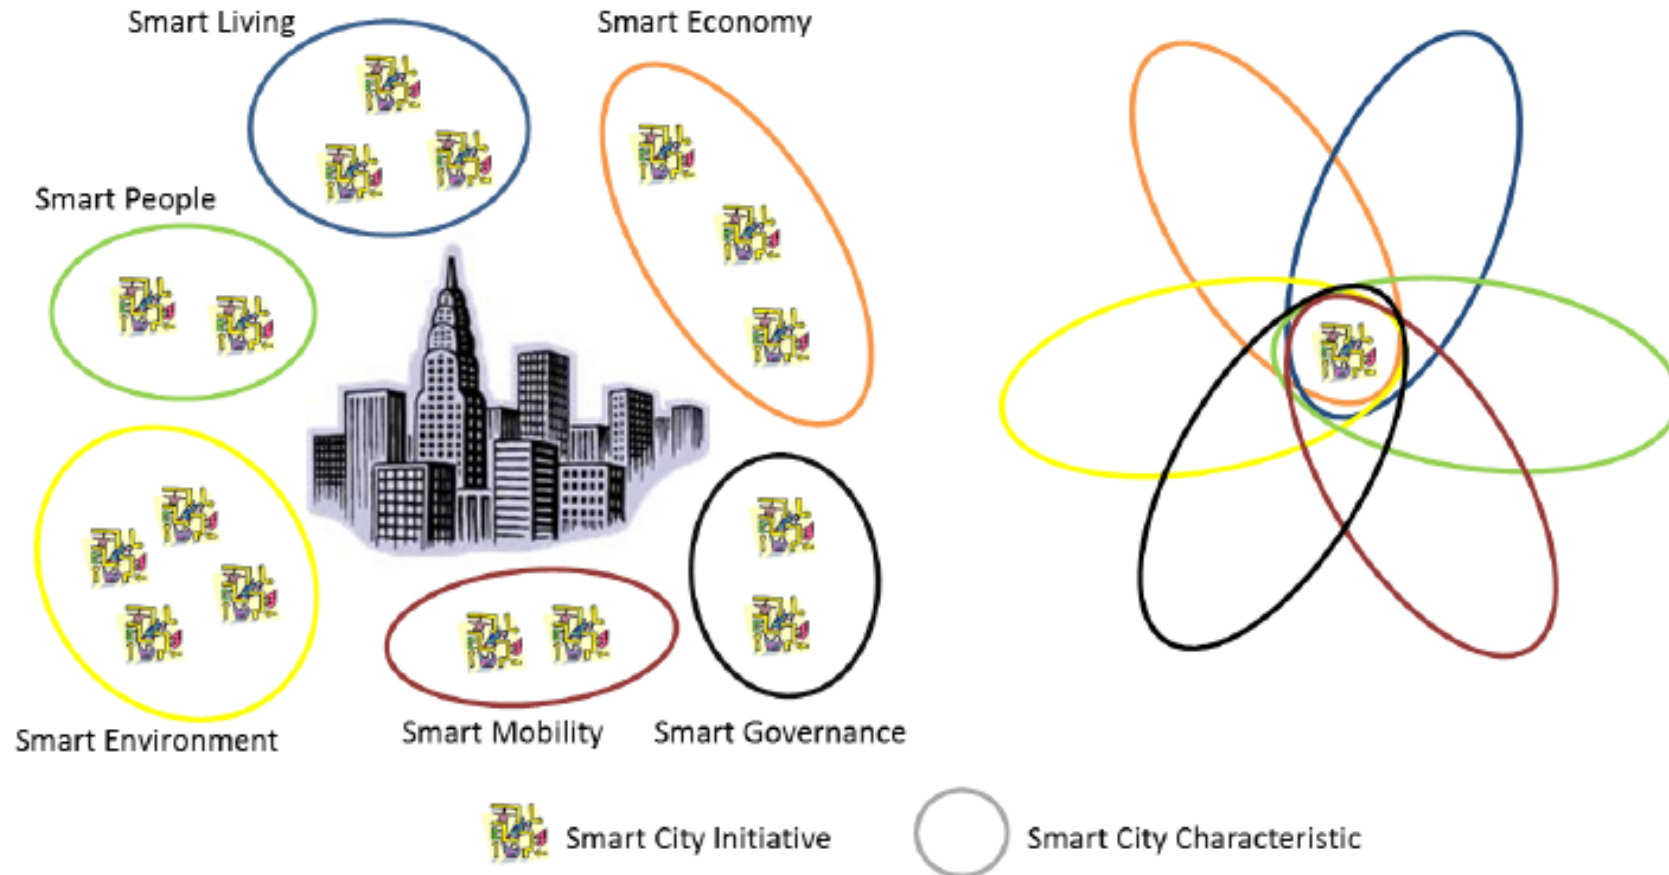 Smart Living
Smart Economy
Smart People
Smart Environment
Smart Mobility
Smart Governance
Smart City Initiative
Smart City Characteristic